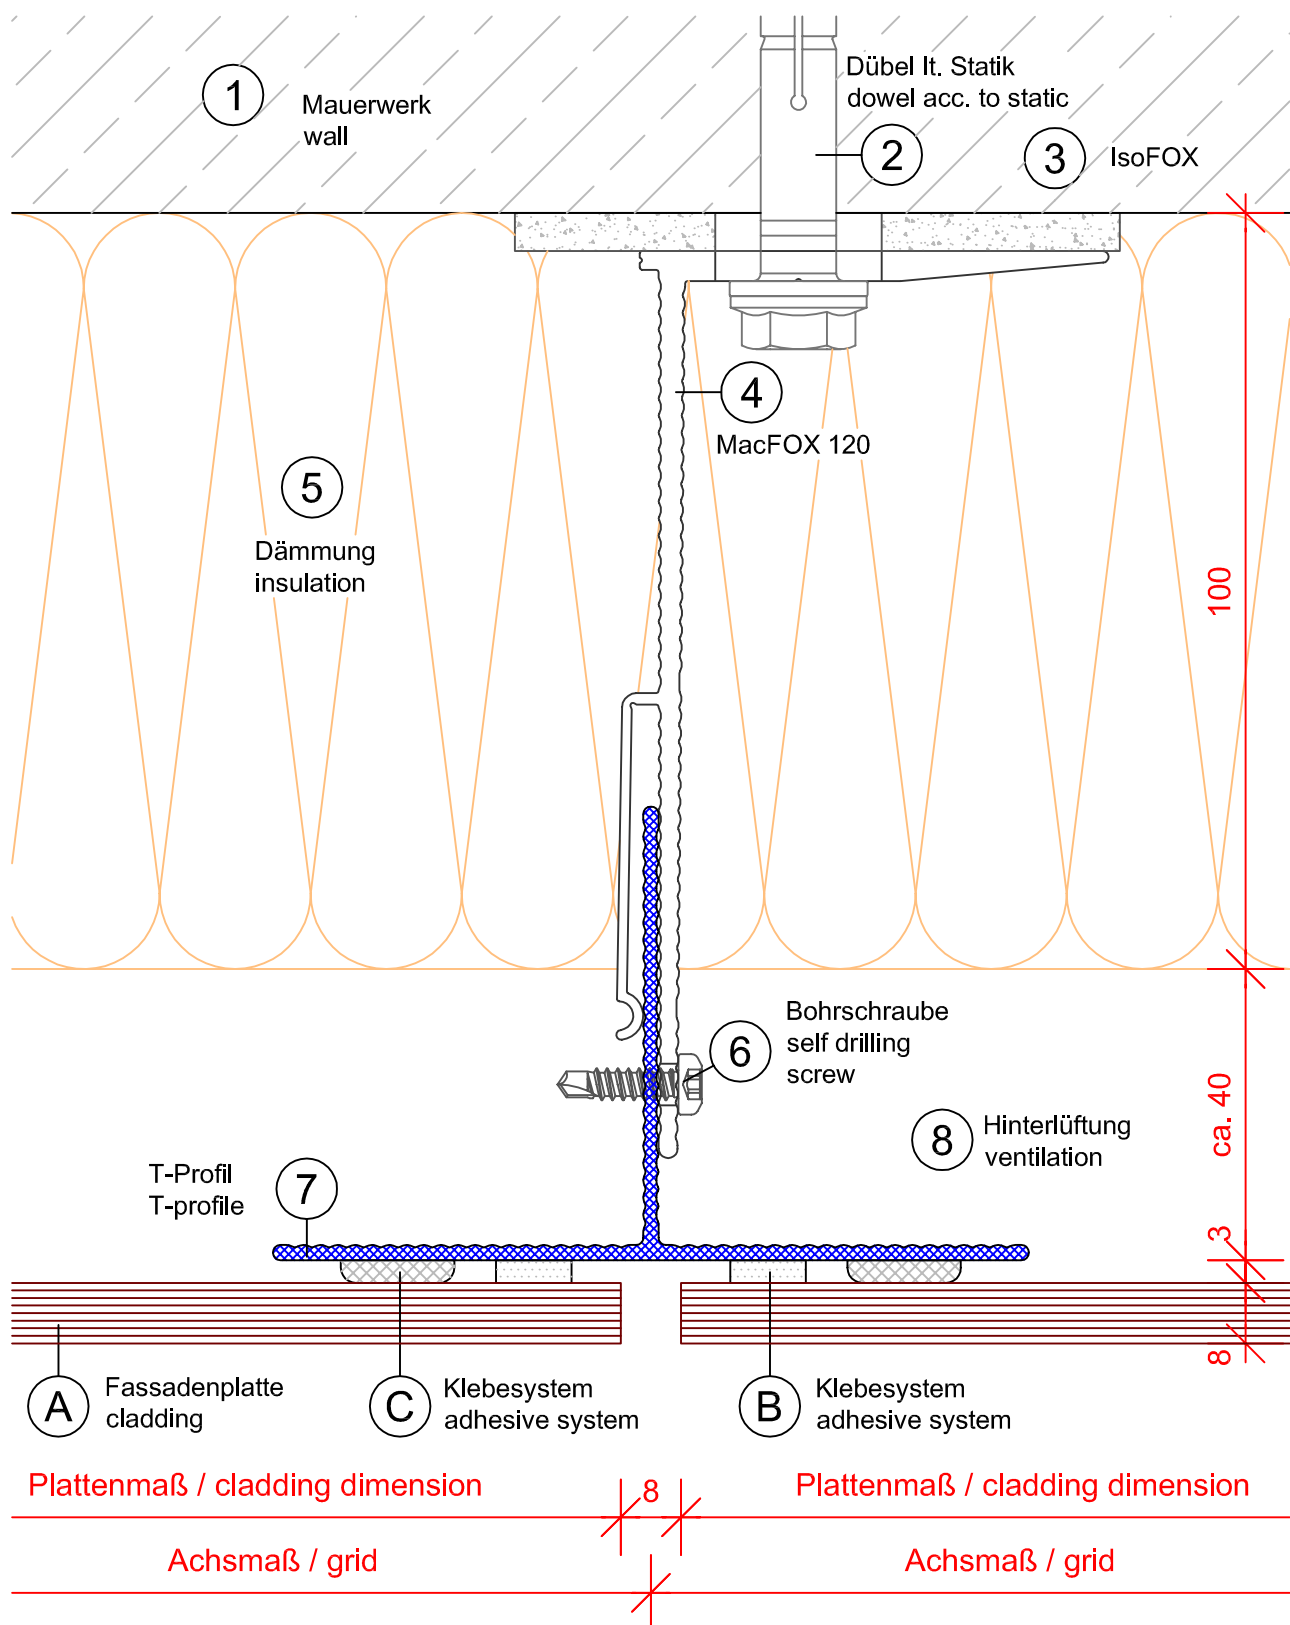 1
Mauerwerk
wall
Dübel lt. Statik
dowel acc. to static
2
3
IsoFOX
4
MacFOX 120
5
Dämmung
insulation
100
6
Bohrschraube
self drilling
screw
ca. 40
8
Hinterlüftung
ventilation
T-Profil
T-profile
7
3
8
A
Fassadenplatte
cladding
C
Klebesystem
adhesive system
B
Klebesystem
adhesive system
Plattenmaß / cladding dimension
8
Plattenmaß / cladding dimension
Achsmaß / grid
Achsmaß / grid